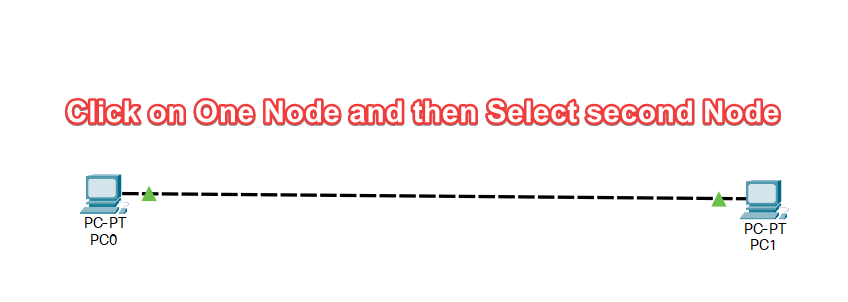 Click on One Node and then Select second Node
PC-PT
PC0
PC-PT
PC1